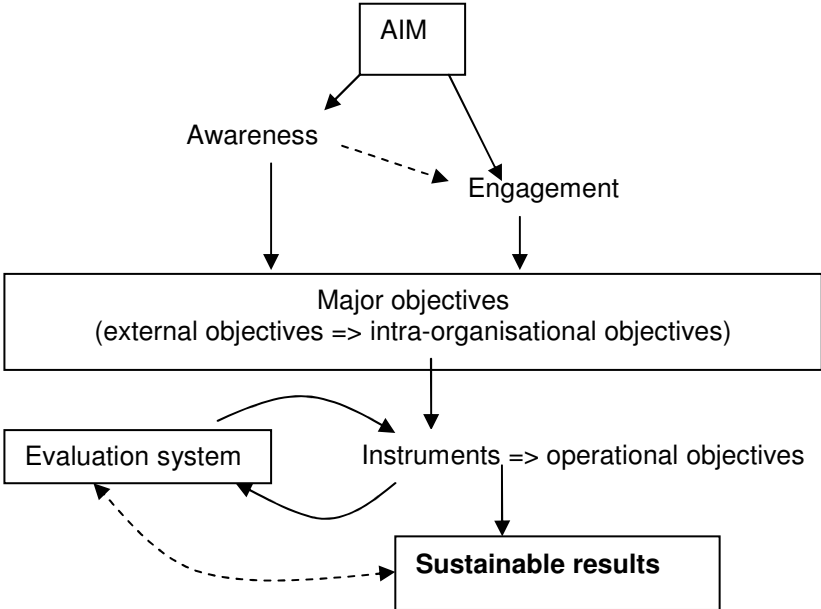 AIM
Awareness
Engagement
Major objectives
(external objectives => intra-organisational objectives)
Evaluation system
Instruments => operational objectives
Sustainable results